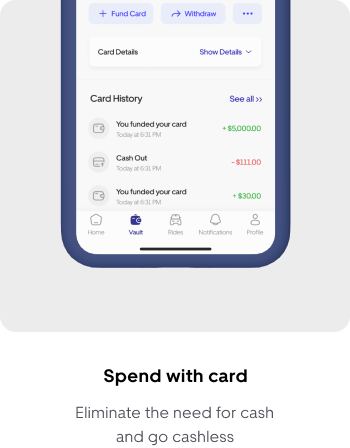 + Fund Card
Withdraw
Card Details
Show Details
Card History
See all ››
You funded your card
+ $5,000.00
Today at 6:31 PM
Cash Out
- $111.00
Today at 6:31 PM
You funded your card
+ $30.00
Today at 6:31 PM
Home
Vault
Rides
Notifications
Profile
Spend with card
Eliminate the need for cash
and go cashless